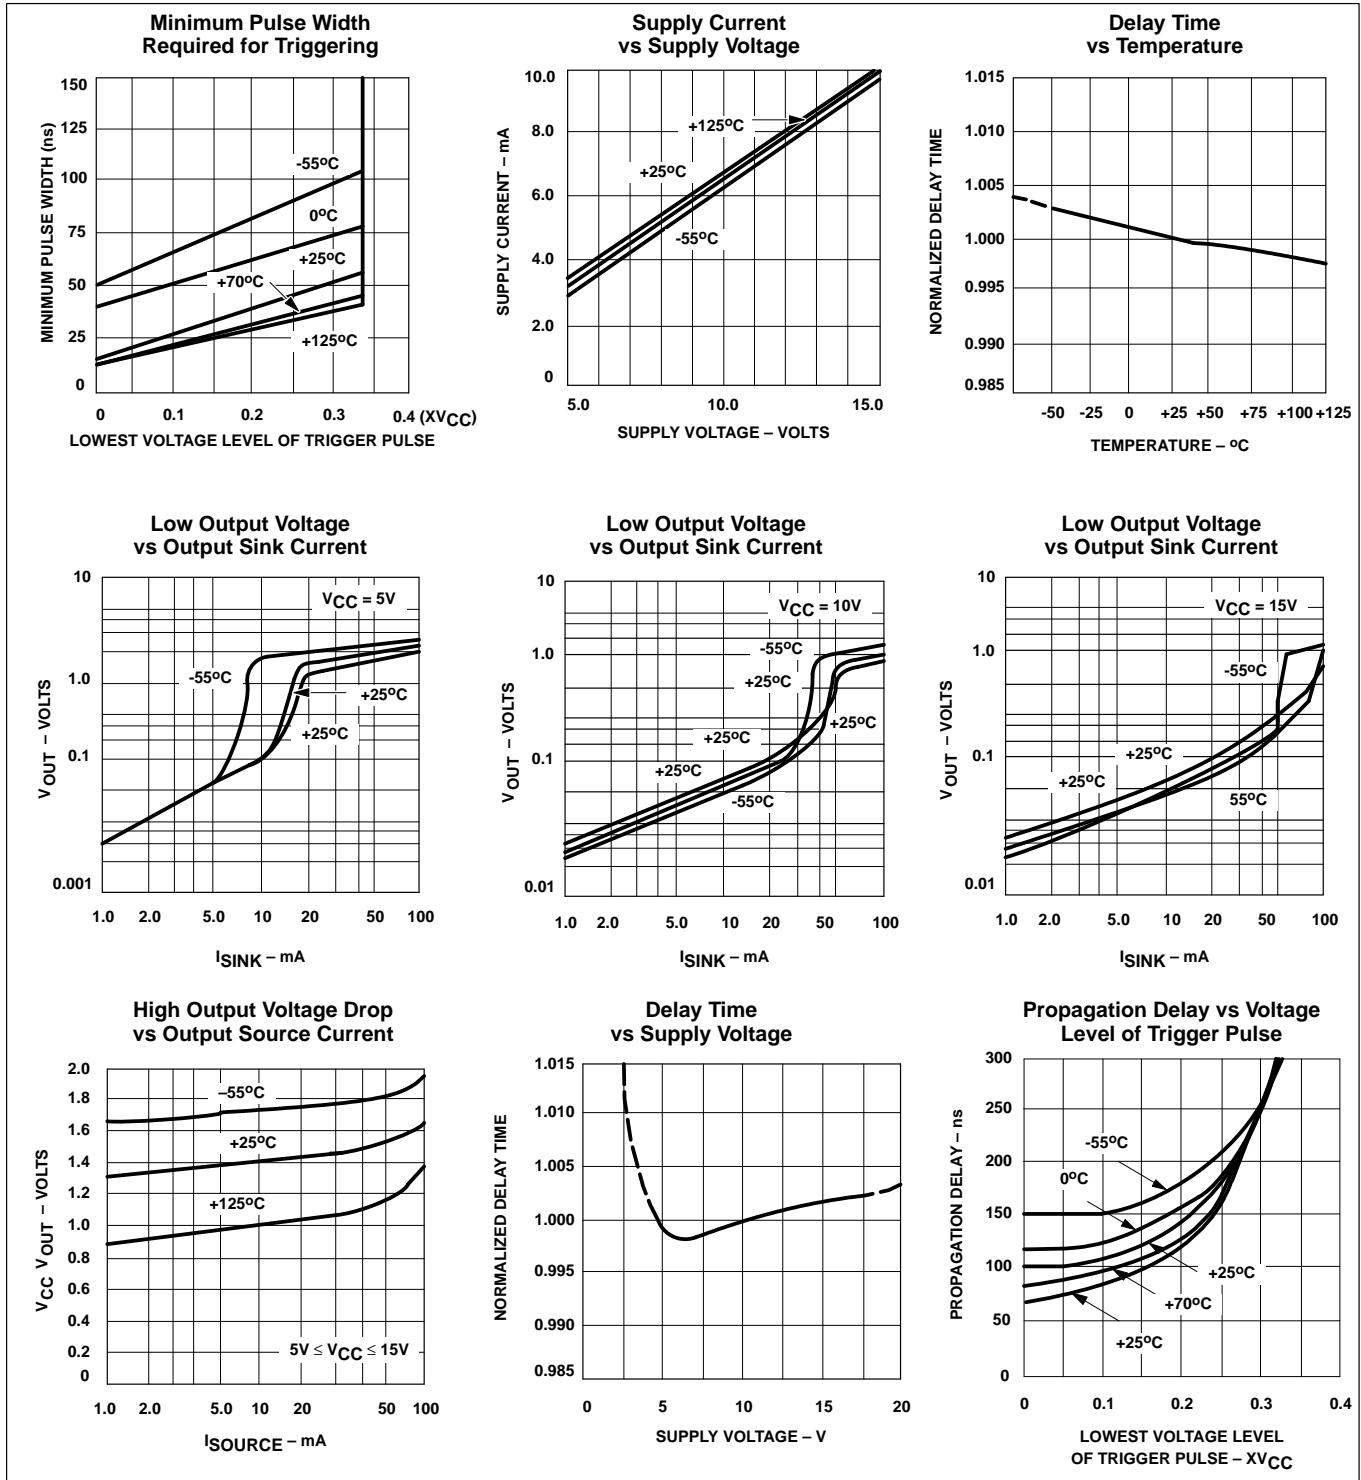 Minimum Pulse Width
Required for Triggering
150
125
100
75
50
25
0
MINIMUM PULSE WIDTH (ns)
-55ºC
0ºC
+25ºC
+70ºC
+125ºC
0 0.1 0.2 0.3 0.4 (XVCC)
LOWEST VOLTAGE LEVEL OF TRIGGER PULSE
Supply Current
vs Supply Voltage
10.0
8.0
6.0
4.0
2.0
0
SUPPLY CURRENT – mA
+125ºC
+25ºC
-55ºC
5.0 10.0 15.0
SUPPLY VOLTAGE – VOLTS
Delay Time
vs Temperature
1.015
1.010
1.005
1.000
0.995
0.990
0.985
NORMALIZED DELAY TIME
-50 -25 0 +25 +50 +75 +100 +125
TEMPERATURE – ºC
Low Output Voltage
vs Output Sink Current
10
1.0
0.1
0.001
VOUT – VOLTS
VCC = 5V
-55ºC
+25ºC
+25ºC
1.0 2.0 5.0 10 20 50 100
ISINK – mA
Low Output Voltage
vs Output Sink Current
10
1.0
0.1
0.01
VOUT – VOLTS
VCC = 10V
-55ºC
+25ºC
+25ºC
+25ºC
+25ºC
-55ºC
1.0 2.0 5.0 10 20 50 100
ISINK – mA
Low Output Voltage
vs Output Sink Current
10
1.0
0.1
0.01
VOUT – VOLTS
VCC = 15V
-55ºC
+25ºC
+25ºC
55ºC
1.0 2.0 5.0 10 20 50 100
ISINK – mA
High Output Voltage Drop
vs Output Source Current
2.0
1.8
1.6
1.4
1.2
1.0
0.8
0.6
0.4
0.2
0
VCC VOUT – VOLTS
–55ºC
+25ºC
+125ºC
5V ≤ VCC ≤ 15V
1.0 2.0 5.0 10 20 50 100
ISOURCE – mA
Delay Time
vs Supply Voltage
1.015
1.010
1.005
1.000
0.995
0.990
0.985
NORMALIZED DELAY TIME
0 5 10 15 20
SUPPLY VOLTAGE – V
Propagation Delay vs Voltage
Level of Trigger Pulse
300
250
200
150
100
50
0
PROPAGATION DELAY – ns
-55ºC
0ºC
+25ºC
+70ºC
+25ºC
0 0.1 0.2 0.3 0.4
LOWEST VOLTAGE LEVEL
OF TRIGGER PULSE – XVCC